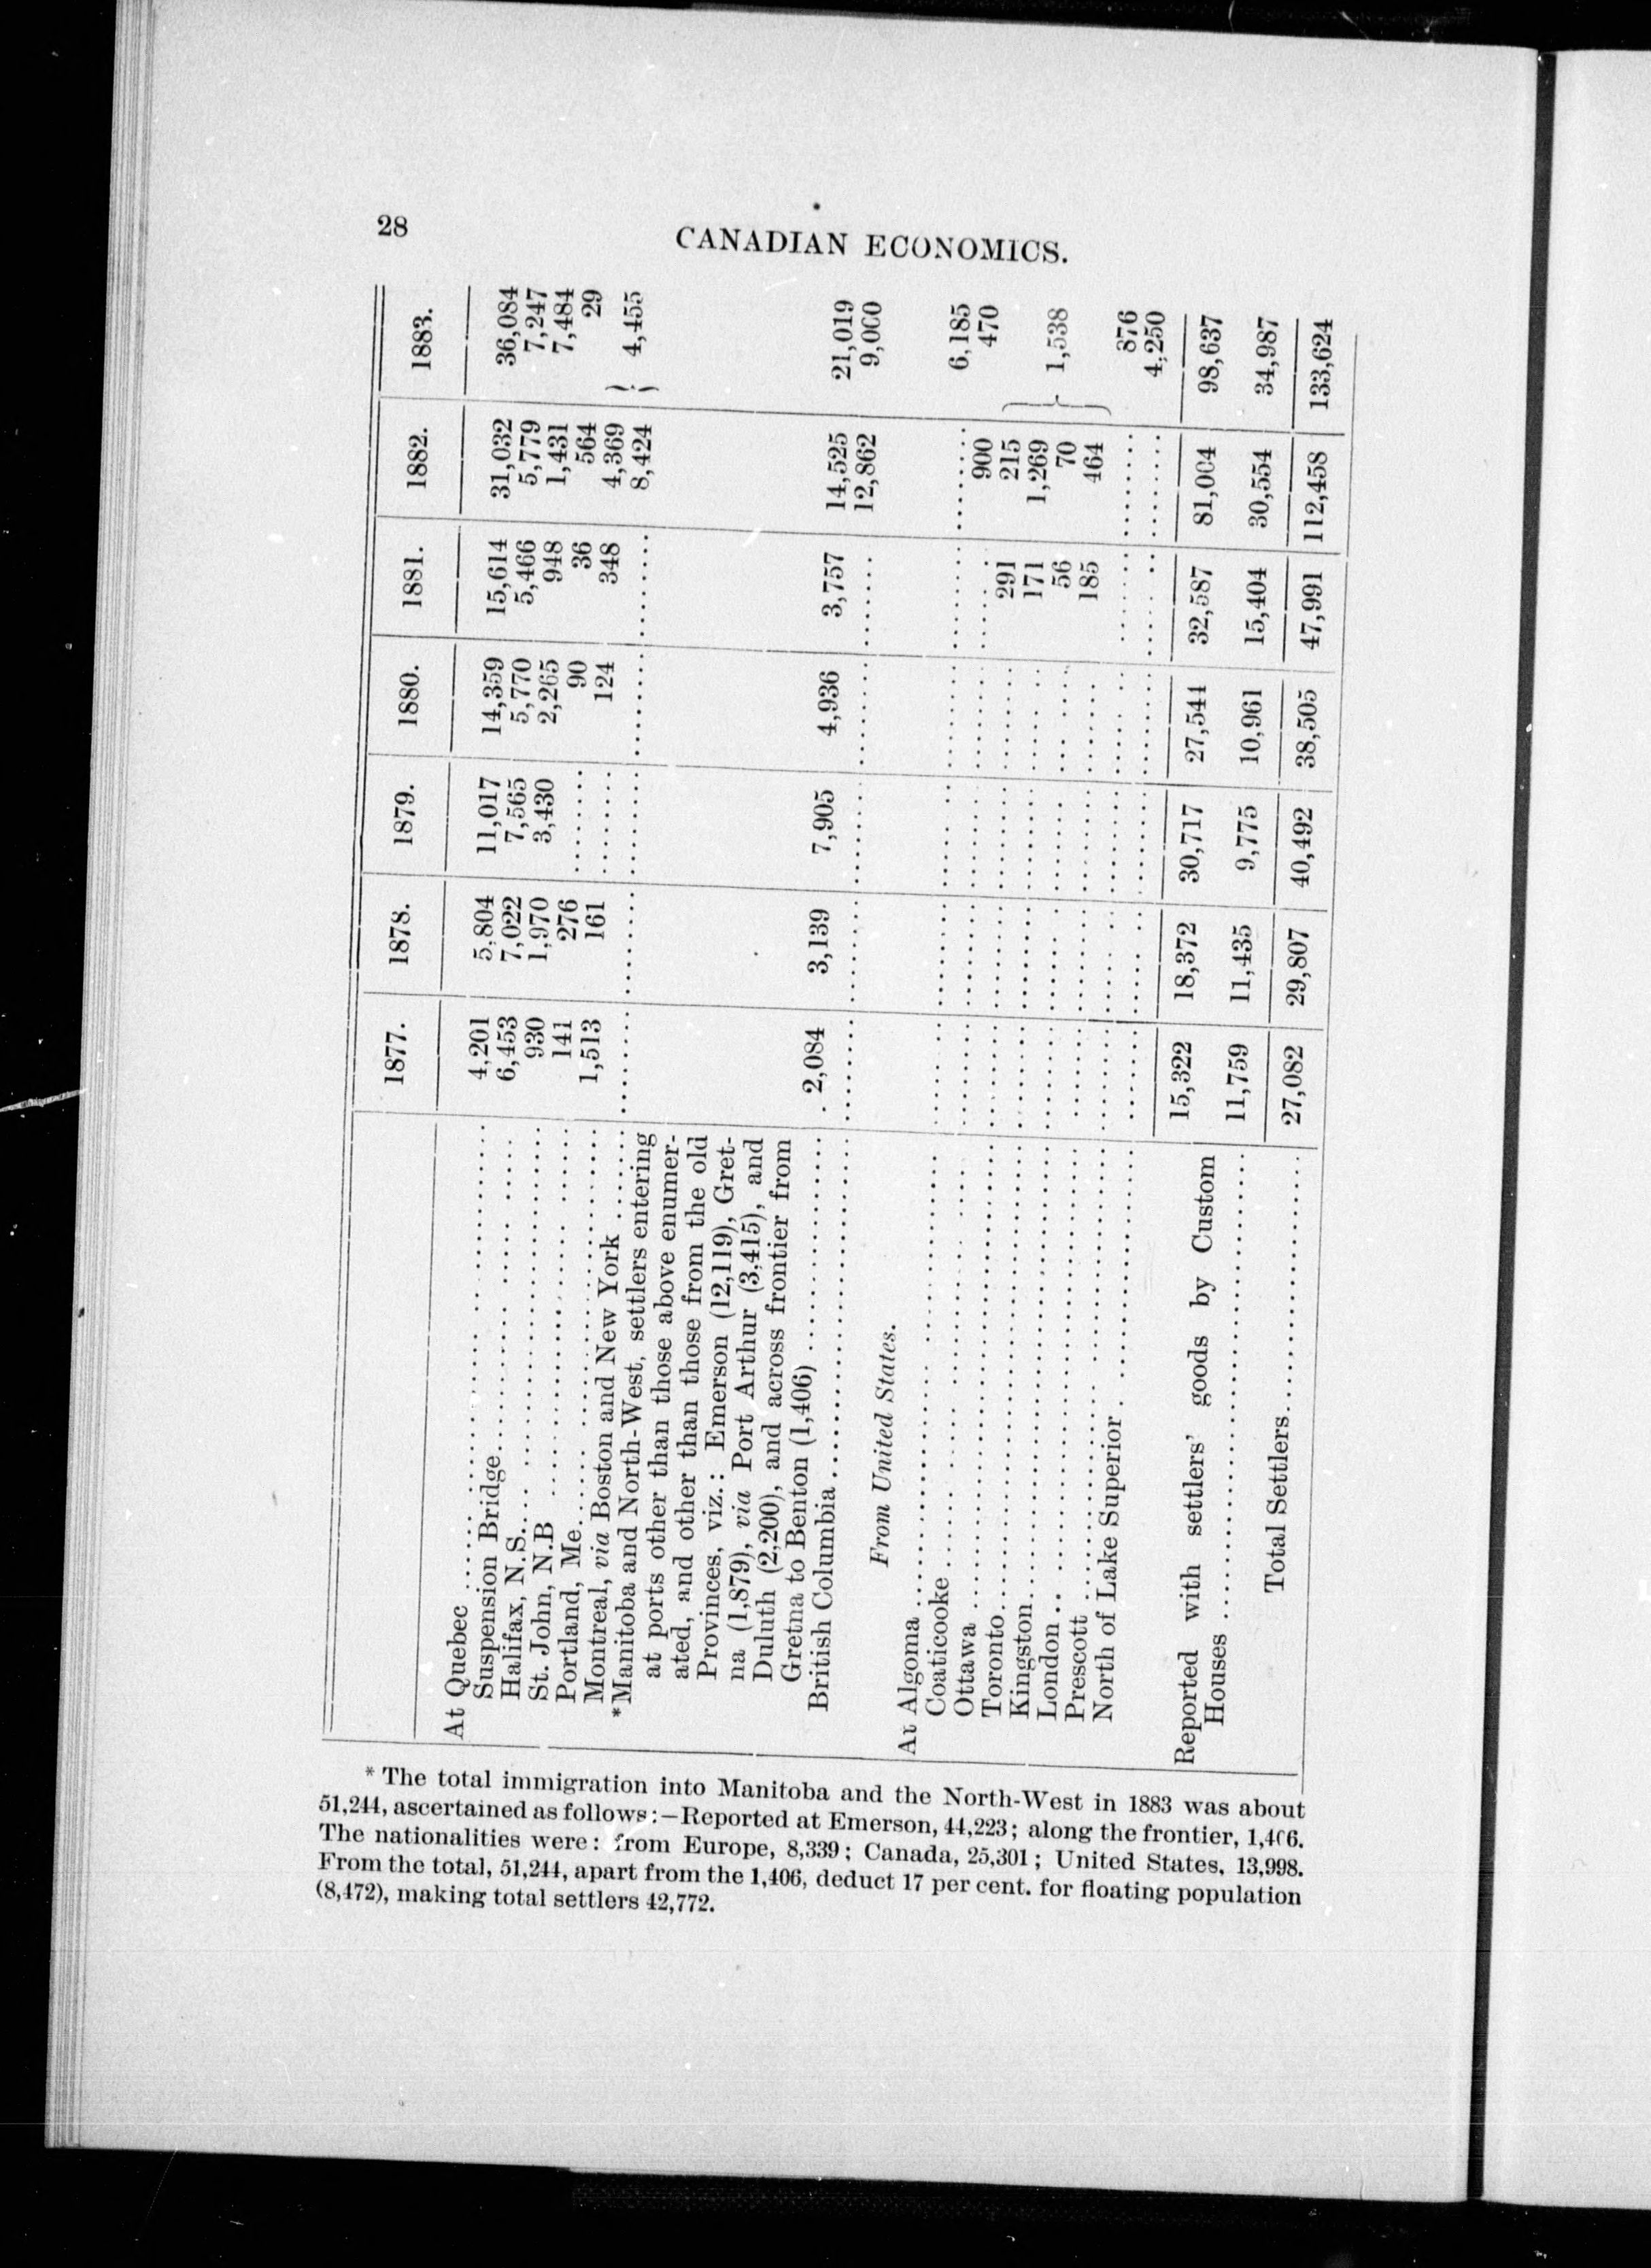 28
CANADIAN ECONOMICS.
1877. 1878. 1879. 1880. 1881. 1882. 1883.
At Quebec 4,201 5,804 11,017 14,359 15,614 31,032 36,084
Suspension Bridge 6,453 7,022 7,565 5,770 5,466 5,779 7,247
Halifax, N.S. 930 1,970 3,430 2,265 948 1,431 7,484
St. John, N.B 141 276 ...... 90 36 564 29
Portland, Me. 1,513 161 ...... 124 348 4,369 } 4,455
Montreal, via Boston and New York ...... ...... ...... ...... ...... 8,424
*Manitoba and North-West, settlers entering
at ports other than those above enumer-
ated, and other than those from the old
Provinces, viz.: Emerson (12,119), Gret-
na (1,879), via Port Arthur (3,415), and
Duluth (2,200), and across frontier from
Gretna to Benton (1,406) 2,084 3,139 7,905 4,936 3,757 14,525 21,019
British Columbia ...... ...... ...... ...... ...... 12,862 9,000
From United States.
At Algoma ...... ...... ...... ...... ...... ...... 6,185
Coaticooke ...... ...... ...... ...... ...... 900 470
Ottawa ...... ...... ...... ...... 291 215
Toronto ...... ...... ...... ...... 171 1,269 } 1,538
Kingston ...... ...... ...... ...... 56 70
London ...... ...... ...... ...... 185 464
Prescott ...... ...... ...... ...... ...... ...... 876
North of Lake Superior ...... ...... ...... ...... ...... ...... 4,250
15,322 18,372 30,717 27,544 32,587 81,004 98,637
Reported with settlers' goods by Custom
Houses 11,759 11,435 9,775 10,961 15,404 30,554 34,987
Total Settlers 27,082 29,807 40,492 38,505 47,991 112,458 133,624
* The total immigration into Manitoba and the North-West in 1883 was about
51,244, ascertained as follows:—Reported at Emerson, 44,223; along the frontier, 1,406.
The nationalities were: from Europe, 8,339; Canada, 25,301; United States, 13,998.
From the total, 51,244, apart from the 1,406, deduct 17 per cent. for floating population
(8,472), making total settlers 42,772.